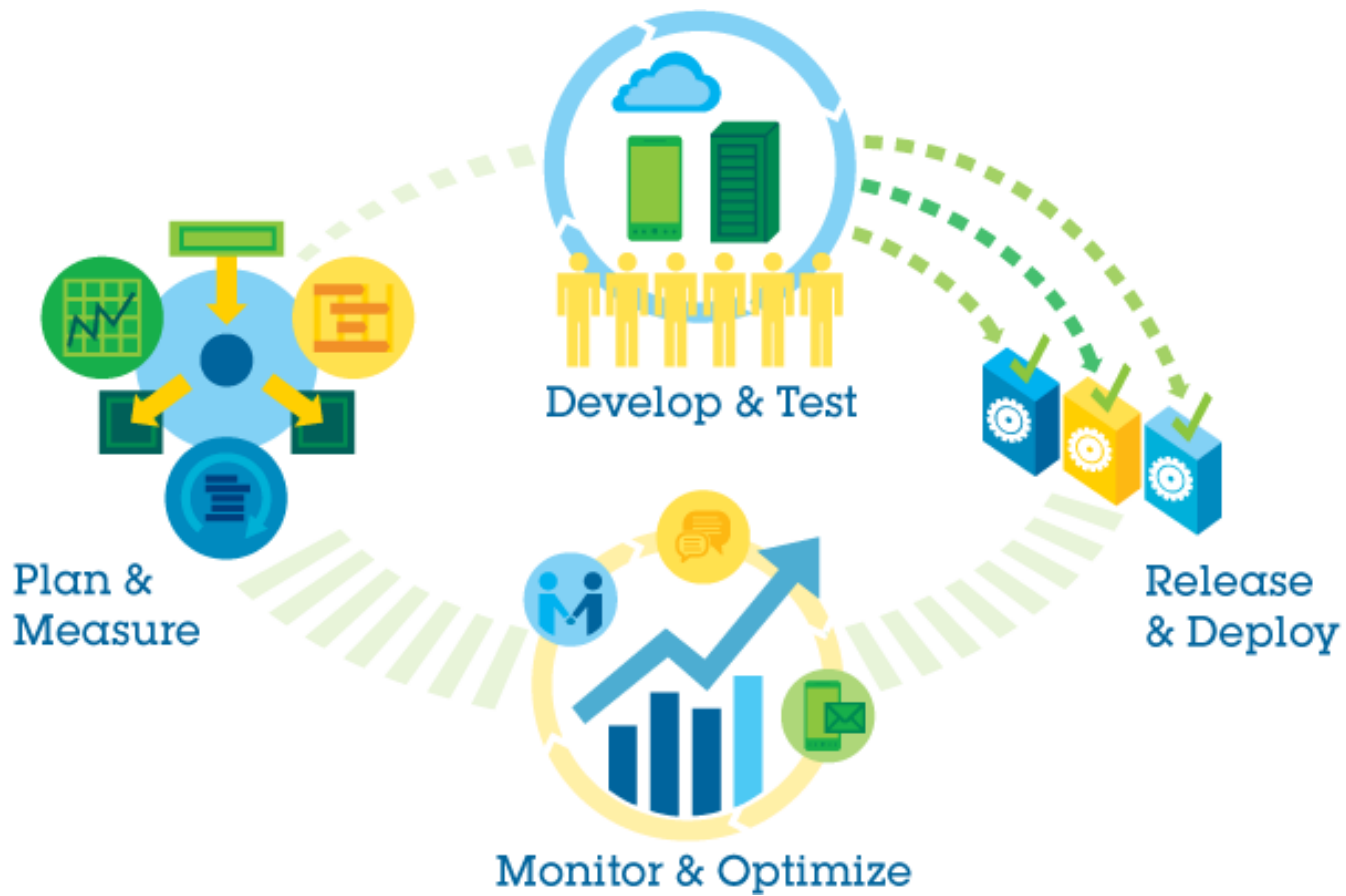 Develop & Test
Plan &
Measure
Release
& Deploy
Monitor & Optimize